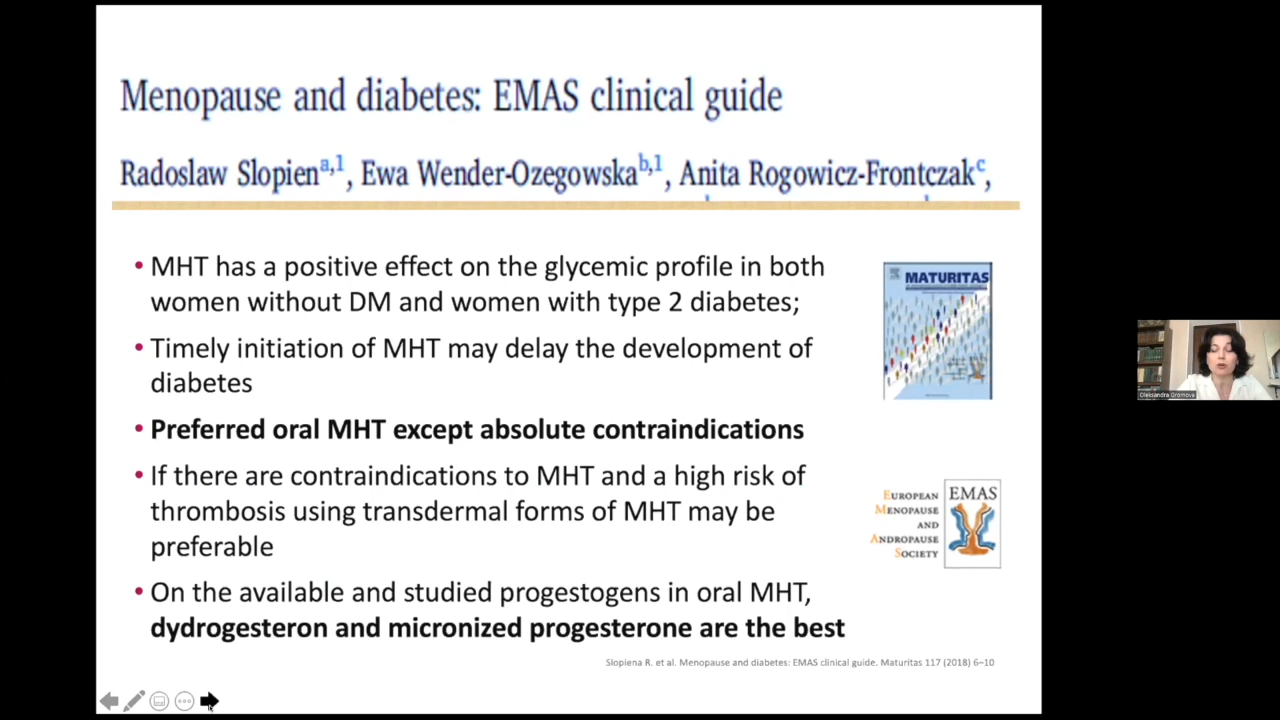 Menopause and diabetes: EMAS clinical guide
Radoslaw Slopien a,1, Ewa Wender-Ozegowska b,1, Anita Rogowicz-Frontczak c,
• MHT has a positive effect on the glycemic profile in both
women without DM and women with type 2 diabetes;
• Timely initiation of MHT may delay the development of
diabetes
• Preferred oral MHT except absolute contraindications
• If there are contraindications to MHT and a high risk of
thrombosis using transdermal forms of MHT may be
preferable
• On the available and studied progestogens in oral MHT,
dydrogesteron and micronized progesterone are the best
MATURITAS
EUROPEAN
MENOPAUSE
AND
ANDROPAUSE
SOCIETY
EMAS
Slopiena R. et al. Menopause and diabetes: EMAS clinical guide. Maturitas 117 (2018) 6–10
Oleksandra Gromova